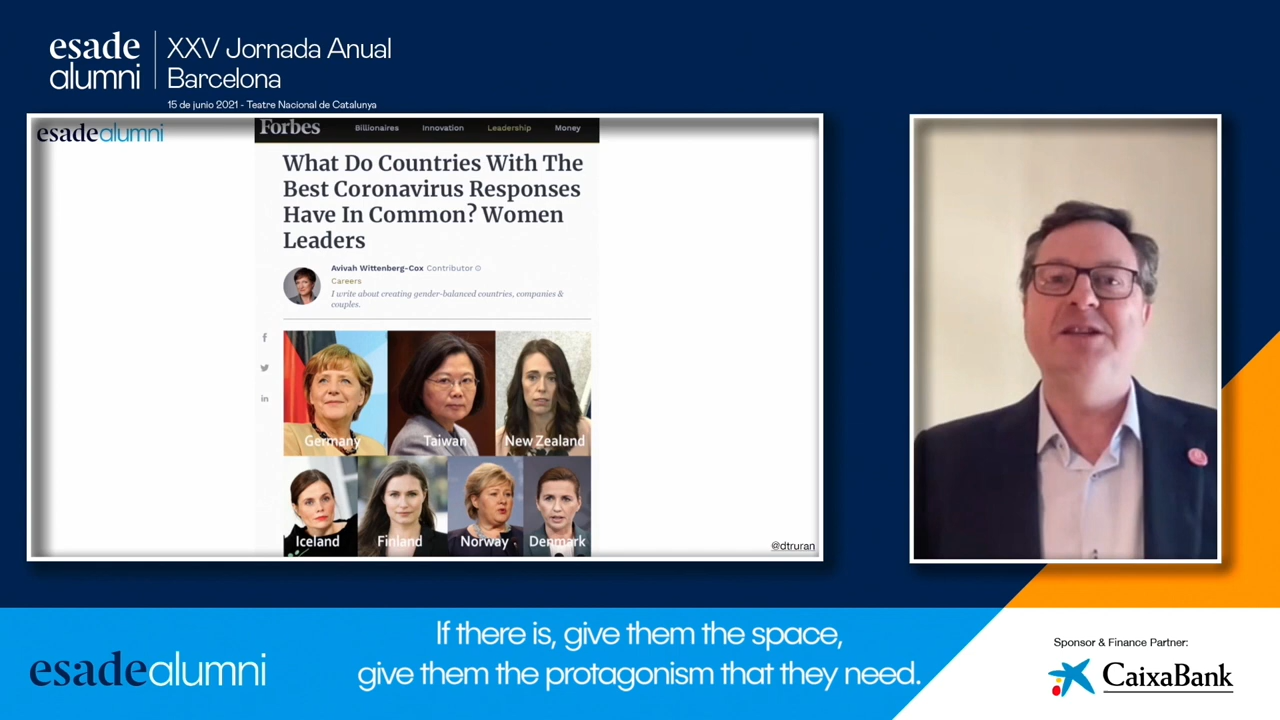 esade
alumni
XXV Jornada Anual
Barcelona
15 de junio 2021 - Teatre Nacional de Catalunya
esadealumni
Forbes
Billionaires
Innovation
Leadership
Money
What Do Countries With The
Best Coronavirus Responses
Have In Common? Women
Leaders
Avivah Wittenberg-Cox Contributor
Careers
I write about creating gender-balanced countries, companies &
couples.
Germany
Taiwan
New Zealand
Iceland
Finland
Norway
Denmark
@dtruran
If there is, give them the space,
give them the protagonism that they need.
esadealumni
Sponsor & Finance Partner:
CaixaBank